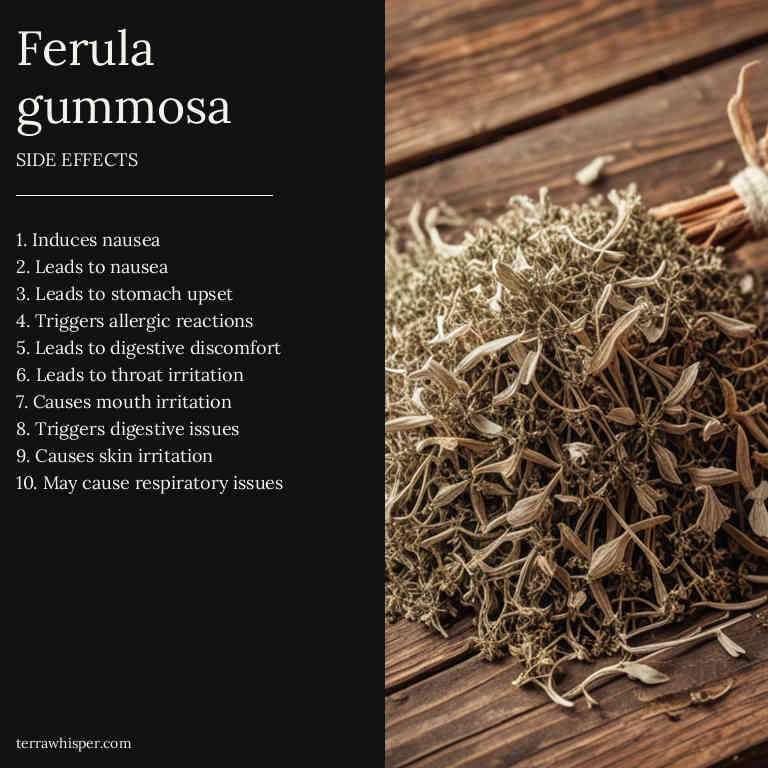 Ferula
gummosa
SIDE EFFECTS
1. Induces nausea
2. Leads to nausea
3. Leads to stomach upset
4. Triggers allergic reactions
5. Leads to digestive discomfort
6. Leads to throat irritation
7. Causes mouth irritation
8. Triggers digestive issues
9. Causes skin irritation
10. May cause respiratory issues
terrawhisper.com